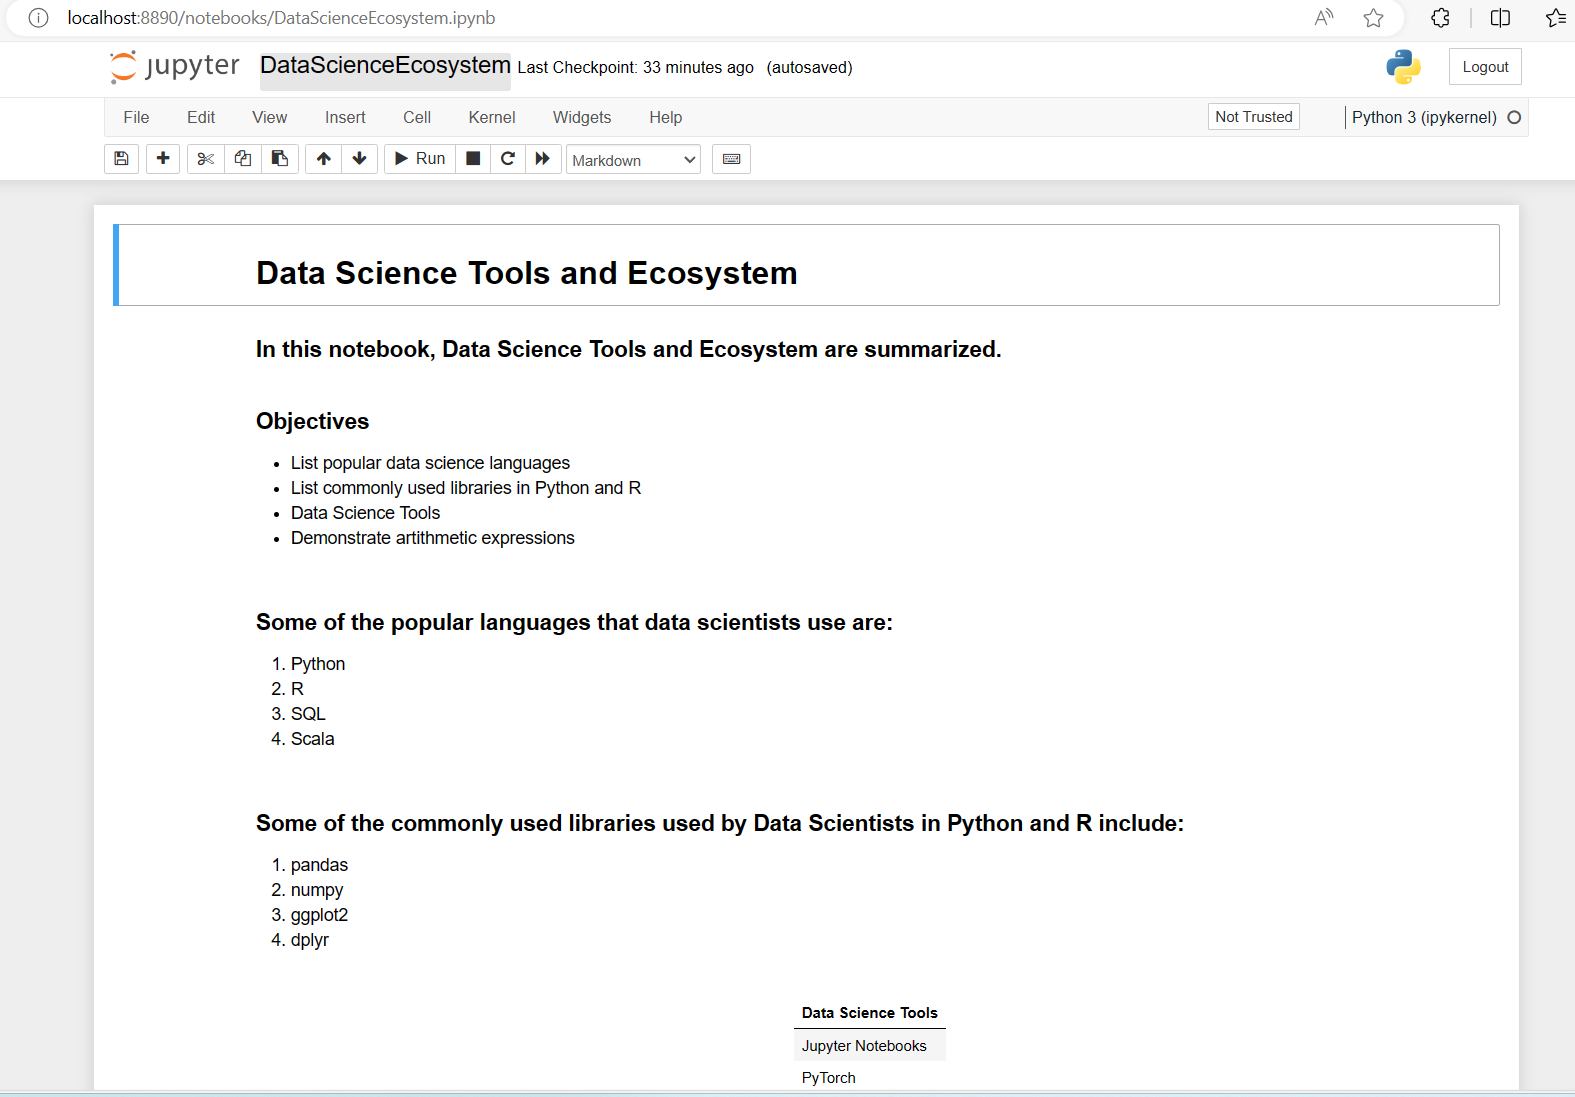 localhost:8890/notebooks/DataScienceEcosystem.ipynb
jupyter DataScienceEcosystem Last Checkpoint: 33 minutes ago (autosaved) Logout
File Edit View Insert Cell Kernel Widgets Help Not Trusted Python 3 (ipykernel)
Run Markdown
Data Science Tools and Ecosystem
In this notebook, Data Science Tools and Ecosystem are summarized.
Objectives
• List popular data science languages
• List commonly used libraries in Python and R
• Data Science Tools
• Demonstrate artithmetic expressions
Some of the popular languages that data scientists use are:
1. Python
2. R
3. SQL
4. Scala
Some of the commonly used libraries used by Data Scientists in Python and R include:
1. pandas
2. numpy
3. ggplot2
4. dplyr
Data Science Tools
Jupyter Notebooks
PyTorch